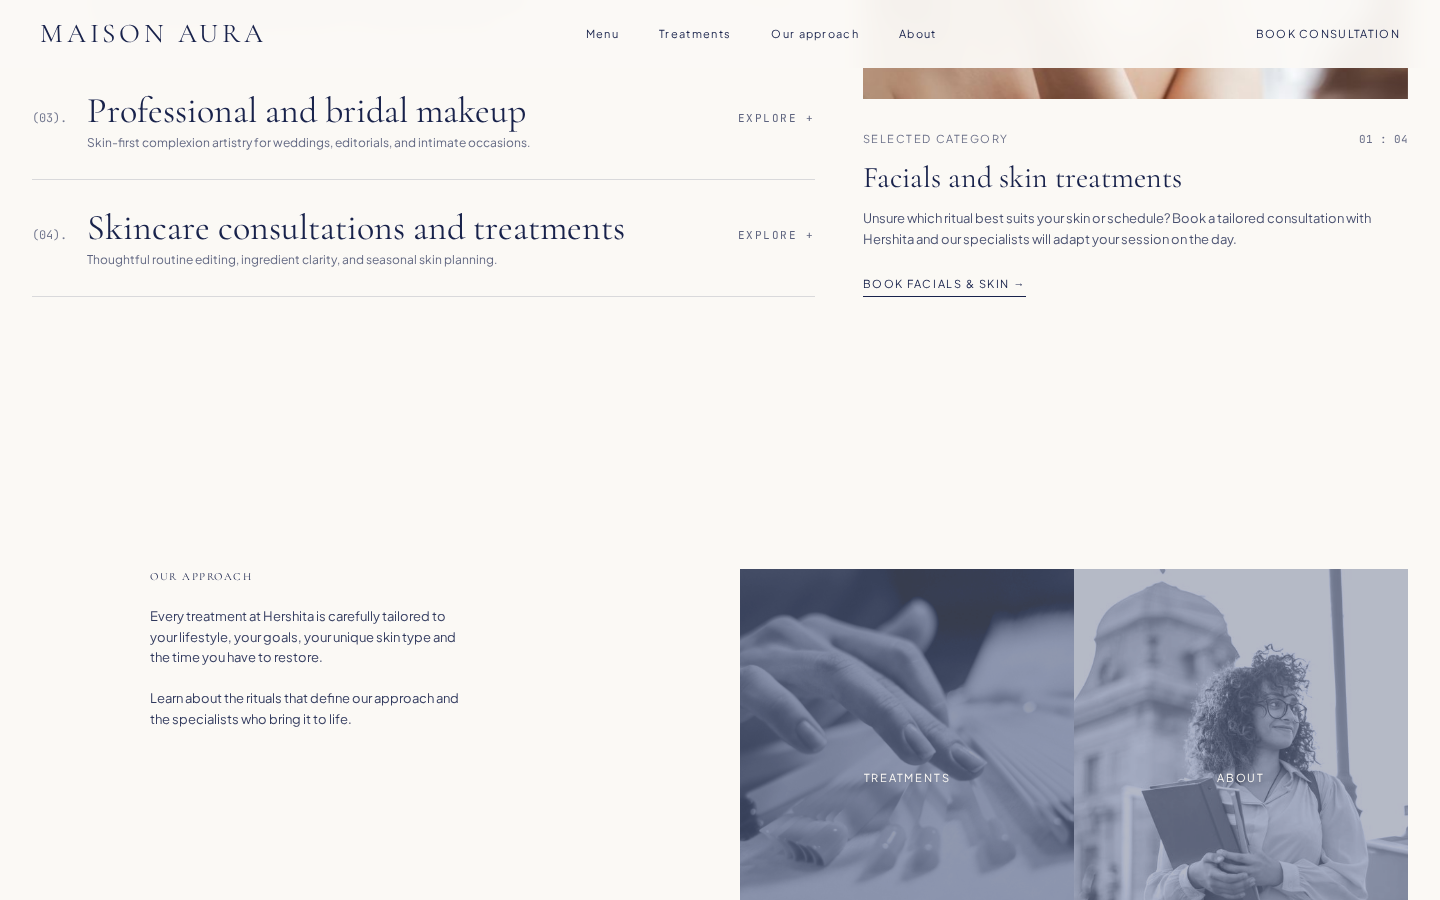 MAISON AURA
Menu
Treatments
Our approach
About
BOOK CONSULTATION
(03).
Professional and bridal makeup
EXPLORE +
Skin-first complexion artistry for weddings, editorials, and intimate occasions.
(04).
Skincare consultations and treatments
EXPLORE +
Thoughtful routine editing, ingredient clarity, and seasonal skin planning.
SELECTED CATEGORY
01 : 04
Facials and skin treatments
Unsure which ritual best suits your skin or schedule? Book a tailored consultation with
Hershita and our specialists will adapt your session on the day.
BOOK FACIALS & SKIN →
OUR APPROACH
Every treatment at Hershita is carefully tailored to
your lifestyle, your goals, your unique skin type and
the time you have to restore.
Learn about the rituals that define our approach and
the specialists who bring it to life.
TREATMENTS
ABOUT